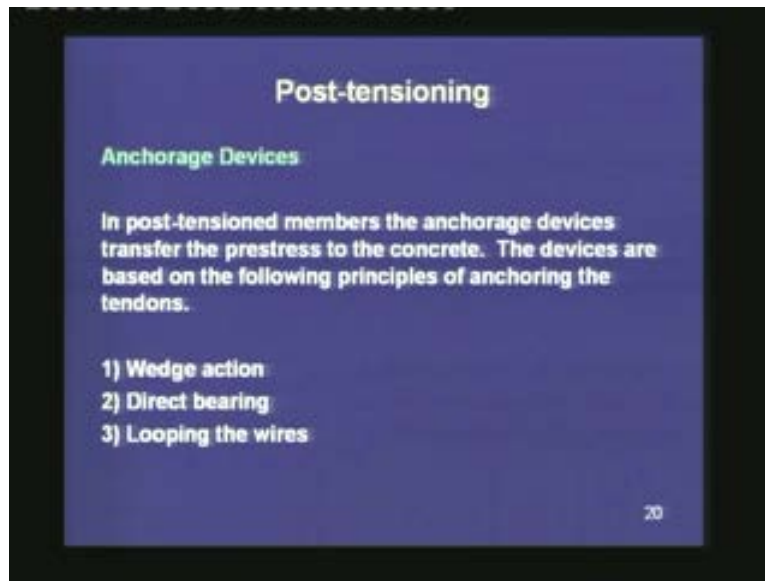 Post-tensioning
Anchorage Devices
In post-tensioned members the anchorage devices
transfer the prestress to the concrete. The devices are
based on the following principles of anchoring the
tendons.
1) Wedge action
2) Direct bearing
3) Looping the wires
20